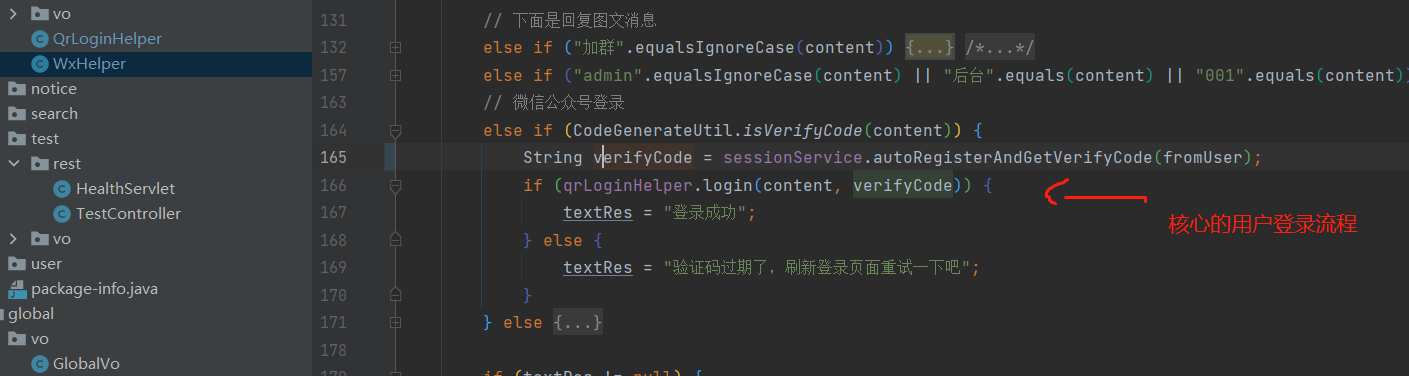 vo
QrLoginHelper
WxHelper
notice
search
test
rest
HealthServlet
TestController
vo
user
package-info.java
global
vo
GlobalVo
131 // 下面是回复图文消息
132 else if ("加群".equalsIgnoreCase(content)) {...} /*...*/
157 else if ("admin".equalsIgnoreCase(content) || "后台".equals(content) || "001".equals(content))
163 // 微信公众号登录
164 else if (CodeGenerateUtil.isVerifyCode(content)) {
165 String verifyCode = sessionService.autoRegisterAndGetVerifyCode(fromUser);
166 if (qrLoginHelper.login(content, verifyCode)) {
167 textRes = "登录成功";
168 } else {
169 textRes = "验证码过期了，刷新登录页面重试一下吧";
170 }
171 } else {...}
178
179 if (textRes != null) {
核心的用户登录流程